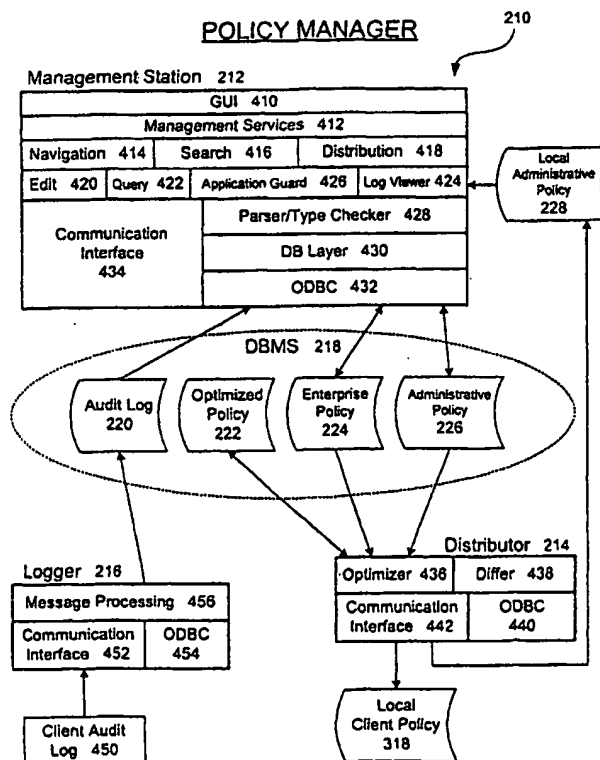 POLICY MANAGER
210
Management Station 212
GUI 410
Management Services 412
Navigation 414 Search 416 Distribution 418
Edit 420 Query 422 Application Guard 426 Log Viewer 424
Local
Administrative
Policy
228
Communication
Interface
434
Parser/Type Checker 428
DB Layer 430
ODBC 432
DBMS 218
Audit Log
220
Optimized
Policy
222
Enterprise
Policy
224
Administrative
Policy
226
Logger 216
Message Processing 456
Communication
Interface 452
ODBC
454
Client Audit
Log 450
Distributor 214
Optimizer 436 Differ 438
Communication
Interface 442
ODBC
440
Local
Client Policy
318